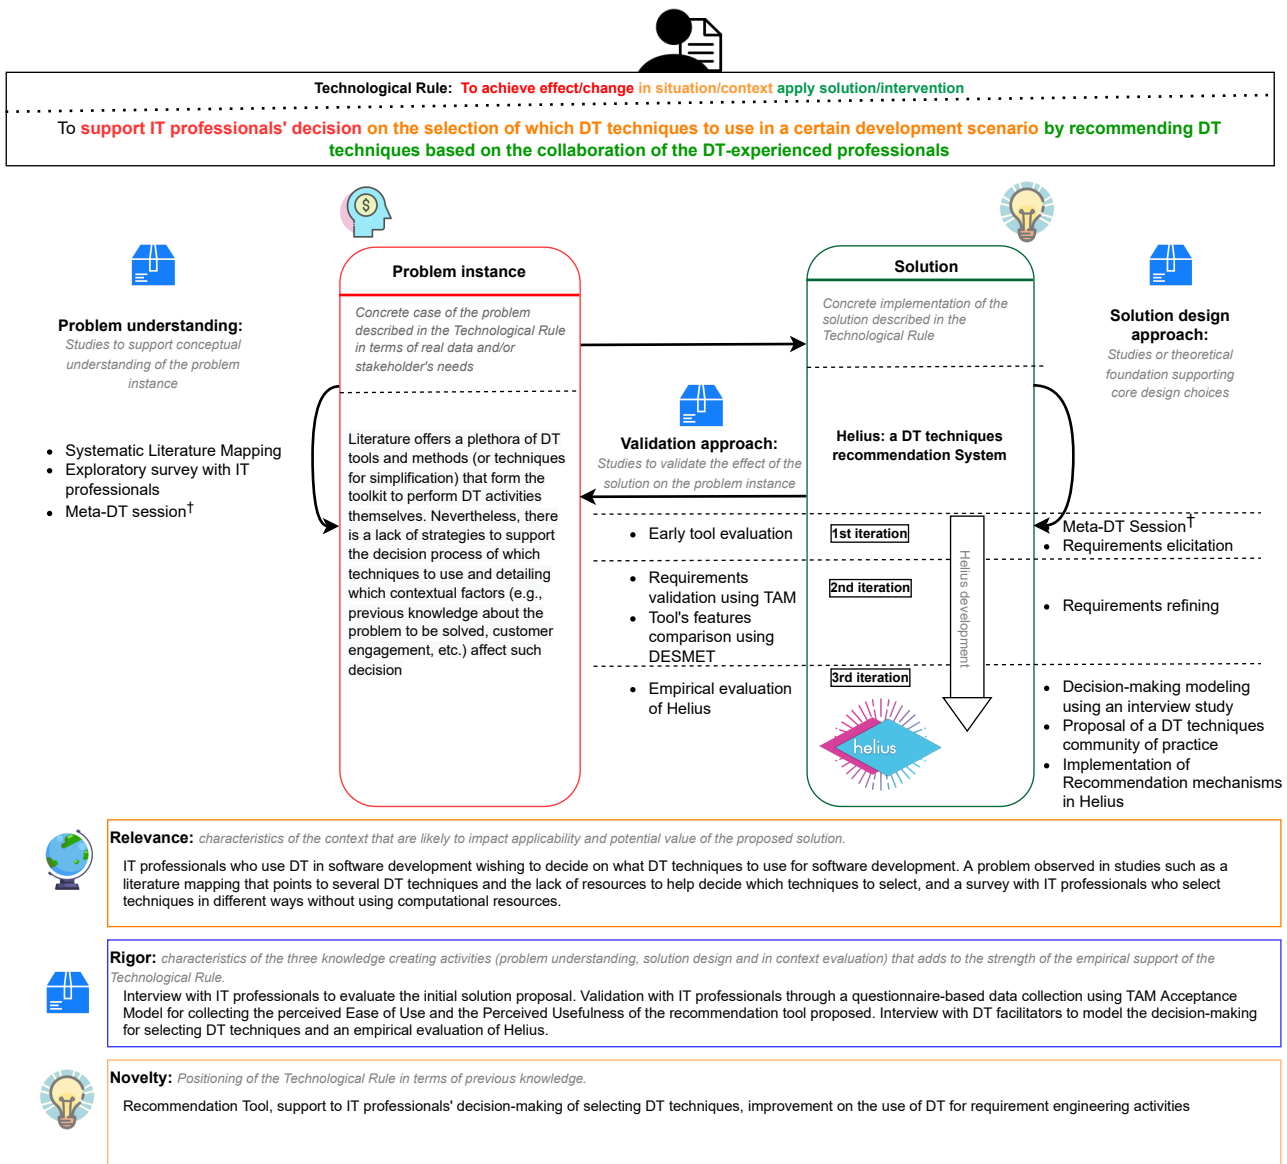 Technological Rule: To achieve effect/change in situation/context apply solution/intervention
To support IT professionals' decision on the selection of which DT techniques to use in a certain development scenario by recommending DT
techniques based on the collaboration of the DT-experienced professionals
Problem understanding:
Studies to support conceptual
understanding of the problem
instance
• Systematic Literature Mapping
• Exploratory survey with IT
professionals
• Meta-DT session†
$
Problem instance
Concrete case of the problem
described in the Technological Rule
in terms of real data and/or
stakeholder's needs
Literature offers a plethora of DT
tools and methods (or techniques
for simplification) that form the
toolkit to perform DT activities
themselves. Nevertheless, there
is a lack of strategies to support
the decision process of which
techniques to use and detailing
which contextual factors (e.g.,
previous knowledge about the
problem to be solved, customer
engagement, etc.) affect such
decision
Validation approach:
Studies to validate the effect of the
solution on the problem instance
• Early tool evaluation
• Requirements
validation using TAM
• Tool's features
comparison using
DESMET
• Empirical evaluation
of Helius
Solution
Concrete implementation of the
solution described in the
Technological Rule
Helius: a DT techniques
recommendation System
1st iteration
2nd iteration
3rd iteration
Helius development
helius
Solution design
approach:
Studies or theoretical
foundation supporting
core design choices
• Meta-DT Session†
• Requirements elicitation
• Requirements refining
• Decision-making modeling
using an interview study
• Proposal of a DT techniques
community of practice
• Implementation of
Recommendation mechanisms
in Helius
Relevance: characteristics of the context that are likely to impact applicability and potential value of the proposed solution.
IT professionals who use DT in software development wishing to decide on what DT techniques to use for software development. A problem observed in studies such as a
literature mapping that points to several DT techniques and the lack of resources to help decide which techniques to select, and a survey with IT professionals who select
techniques in different ways without using computational resources.
Rigor: characteristics of the three knowledge creating activities (problem understanding, solution design and in context evaluation) that adds to the strength of the empirical support of the
Technological Rule.
Interview with IT professionals to evaluate the initial solution proposal. Validation with IT professionals through a questionnaire-based data collection using TAM Acceptance
Model for collecting the perceived Ease of Use and the Perceived Usefulness of the recommendation tool proposed. Interview with DT facilitators to model the decision-making
for selecting DT techniques and an empirical evaluation of Helius.
Novelty: Positioning of the Technological Rule in terms of previous knowledge.
Recommendation Tool, support to IT professionals' decision-making of selecting DT techniques, improvement on the use of DT for requirement engineering activities